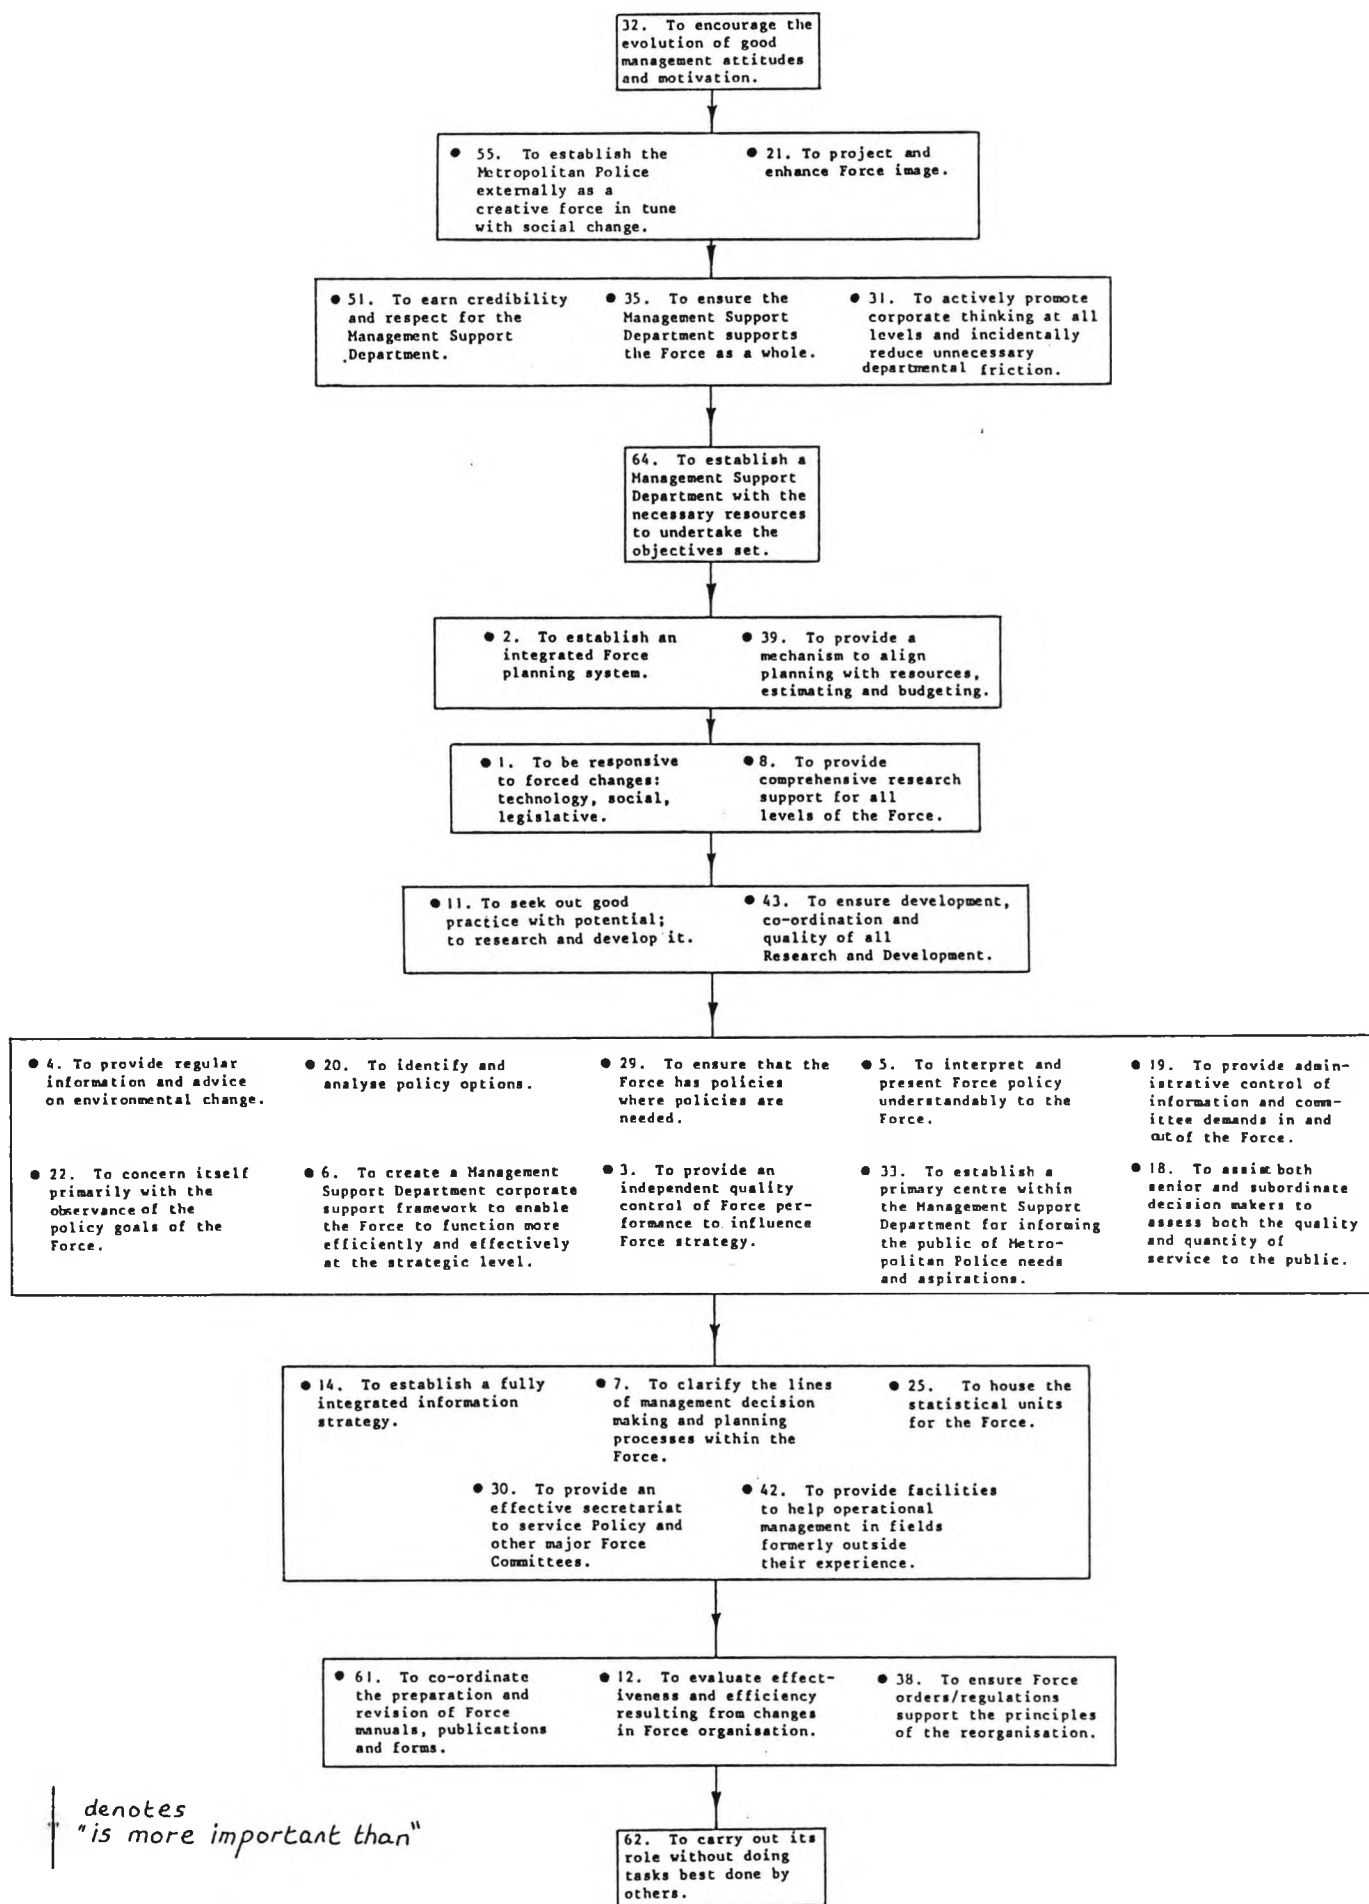 32. To encourage the
evolution of good
management attitudes
and motivation.
● 55. To establish the
Metropolitan Police
externally as a
creative force in tune
with social change.
● 21. To project and
enhance Force image.
● 51. To earn credibility
and respect for the
Management Support
Department.
● 35. To ensure the
Management Support
Department supports
the Force as a whole.
● 31. To actively promote
corporate thinking at all
levels and incidentally
reduce unnecessary
departmental friction.
64. To establish a
Management Support
Department with the
necessary resources
to undertake the
objectives set.
● 2. To establish an
integrated Force
planning system.
● 39. To provide a
mechanism to align
planning with resources,
estimating and budgeting.
● 1. To be responsive
to forced changes:
technology, social,
legislative.
● 8. To provide
comprehensive research
support for all
levels of the Force.
● 11. To seek out good
practice with potential;
to research and develop it.
● 43. To ensure development,
co-ordination and
quality of all
Research and Development.
● 4. To provide regular
information and advice
on environmental change.
● 20. To identify and
analyse policy options.
● 29. To ensure that the
Force has policies
where policies are
needed.
● 5. To interpret and
present Force policy
understandably to the
Force.
● 19. To provide admin-
istrative control of
information and comm-
ittee demands in and
out of the Force.
● 22. To concern itself
primarily with the
observance of the
policy goals of the
Force.
● 6. To create a Management
Support Department corporate
support framework to enable
the Force to function more
efficiently and effectively
at the strategic level.
● 3. To provide an
independent quality
control of Force per-
formance to influence
Force strategy.
● 33. To establish a
primary centre within
the Management Support
Department for informing
the public of Metro-
politan Police needs
and aspirations.
● 18. To assist both
senior and subordinate
decision makers to
assess both the quality
and quantity of
service to the public.
● 14. To establish a fully
integrated information
strategy.
● 7. To clarify the lines
of management decision
making and planning
processes within the
Force.
● 25. To house the
statistical units
for the Force.
● 30. To provide an
effective secretariat
to service Policy and
other major Force
Committees.
● 42. To provide facilities
to help operational
management in fields
formerly outside
their experience.
● 61. To co-ordinate
the preparation and
revision of Force
manuals, publications
and forms.
● 12. To evaluate effect-
iveness and efficiency
resulting from changes
in Force organisation.
● 38. To ensure Force
orders/regulations
support the principles
of the reorganisation.
denotes
"is more important than"
62. To carry out its
role without doing
tasks best done by
others.